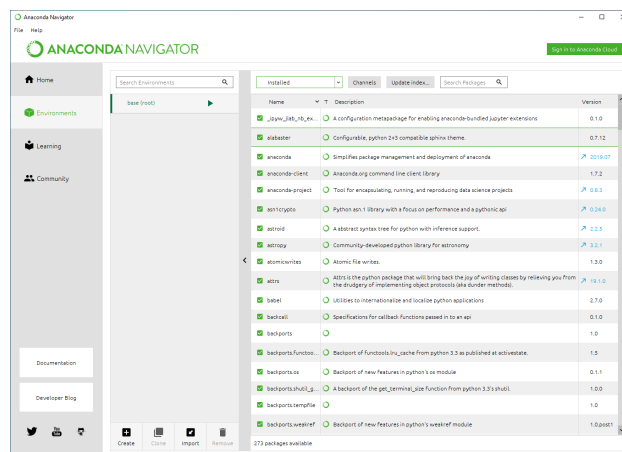 Anaconda Navigator
File Help
ANACONDA NAVIGATOR
Sign in to Anaconda Cloud
Home
Environments
Learning
Community
Documentation
Developer Blog
You Tube
Search Environments
base (root)
Create Clone Import Remove
Installed Channels Update index... Search Packages
Name T Description Version
_ipyw_jlab_nb_ex... A configuration metapackage for enabling anaconda-bundled jupyter extensions 0.1.0
alabaster Configurable, python 2+3 compatible sphinx theme. 0.7.12
anaconda Simplifies package management and deployment of anaconda 2019.07
anaconda-client Anaconda.org command line client library 1.7.2
anaconda-project Tool for encapsulating, running, and reproducing data science projects 0.8.3
asn1crypto Python asn.1 library with a focus on performance and a pythonic api 0.24.0
astroid A abstract syntax tree for python with inference support. 2.2.5
astropy Community-developed python library for astronomy 3.2.1
atomicwrites Atomic file writes. 1.3.0
attrs Attrs is the python package that will bring back the joy of writing classes by relieving you from 19.1.0
the drudgery of implementing object protocols (aka dunder methods).
babel Utilities to internationalize and localize python applications 2.7.0
backcall Specifications for callback functions passed in to an api 0.1.0
backports 1.0
backports.functoo... Backport of functools.lru_cache from python 3.3 as published at activestate. 1.5
backports.os Backport of new features in python's os module 0.1.1
backports.shutil_g... A backport of the get_terminal_size function from python 3.3's shutil. 1.0.0
backports.tempfile 1.0
backports.weakref Backport of new features in python's weakref module 1.0.post1
273 packages available